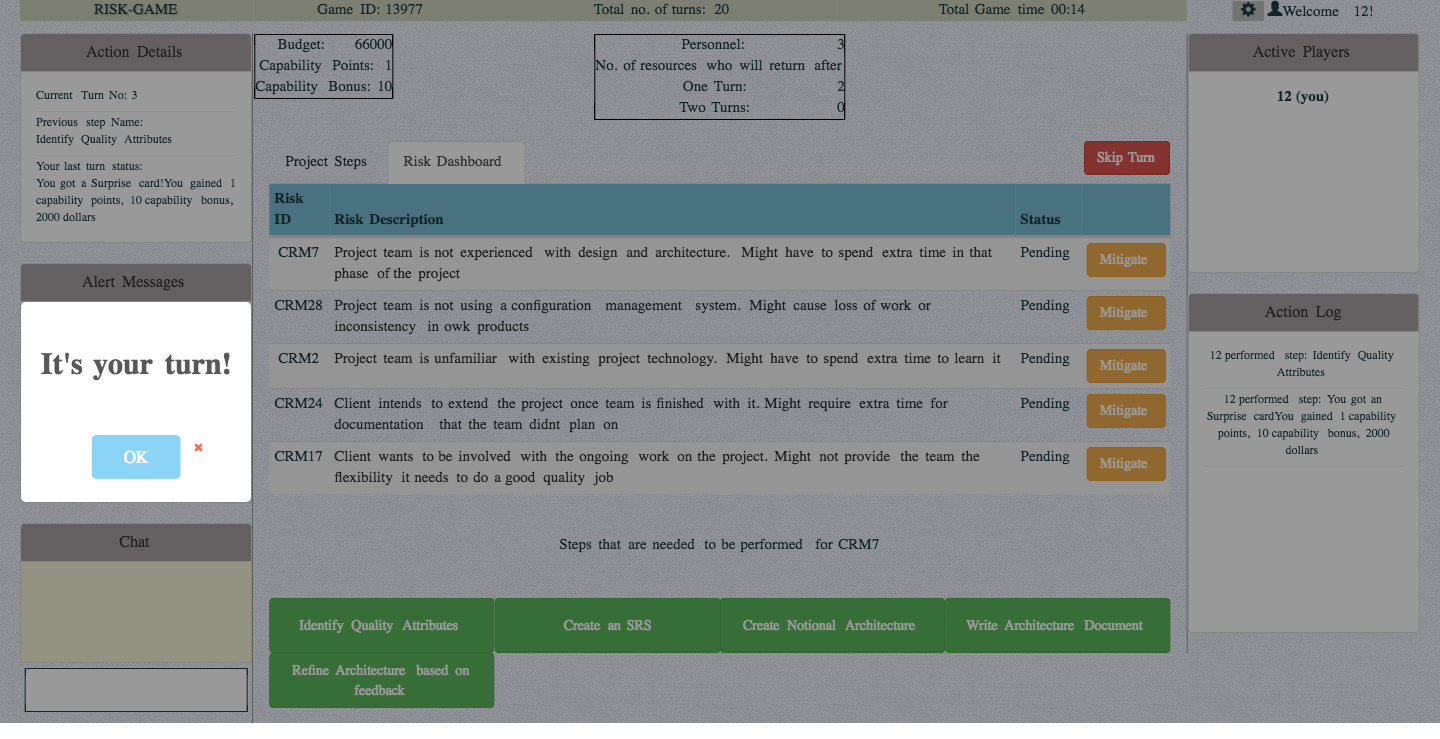 RISK-GAME Game ID: 13977 Total no. of turns: 20 Total Game time 00:14 Welcome 12!
Action Details
Current Turn No: 3
Previous step Name:
Identify Quality Attributes
Your last turn status:
You got a Surprise card!You gained 1
capability points, 10 capability bonus,
2000 dollars
Alert Messages
It's your turn!
OK
Chat
Budget: 66000
Capability Points: 1
Capability Bonus: 10
Personnel: 3
No. of resources who will return after
One Turn: 2
Two Turns: 0
Project Steps Risk Dashboard Skip Turn
Risk
ID Risk Description Status
CRM7 Project team is not experienced with design and architecture. Might have to spend extra time in that Pending Mitigate
phase of the project
CRM28 Project team is not using a configuration management system. Might cause loss of work or Pending Mitigate
inconsistency in owk products
CRM2 Project team is unfamiliar with existing project technology. Might have to spend extra time to learn it Pending Mitigate
CRM24 Client intends to extend the project once team is finished with it. Might require extra time for Pending Mitigate
documentation that the team didnt plan on
CRM17 Client wants to be involved with the ongoing work on the project. Might not provide the team the Pending Mitigate
flexibility it needs to do a good quality job
Steps that are needed to be performed for CRM7
Identify Quality Attributes Create an SRS Create Notional Architecture Write Architecture Document
Refine Architecture based on
feedback
Active Players
12 (you)
Action Log
12 performed step: Identify Quality
Attributes
12 performed step: You got an
Surprise cardYou gained 1 capability
points, 10 capability bonus, 2000
dollars